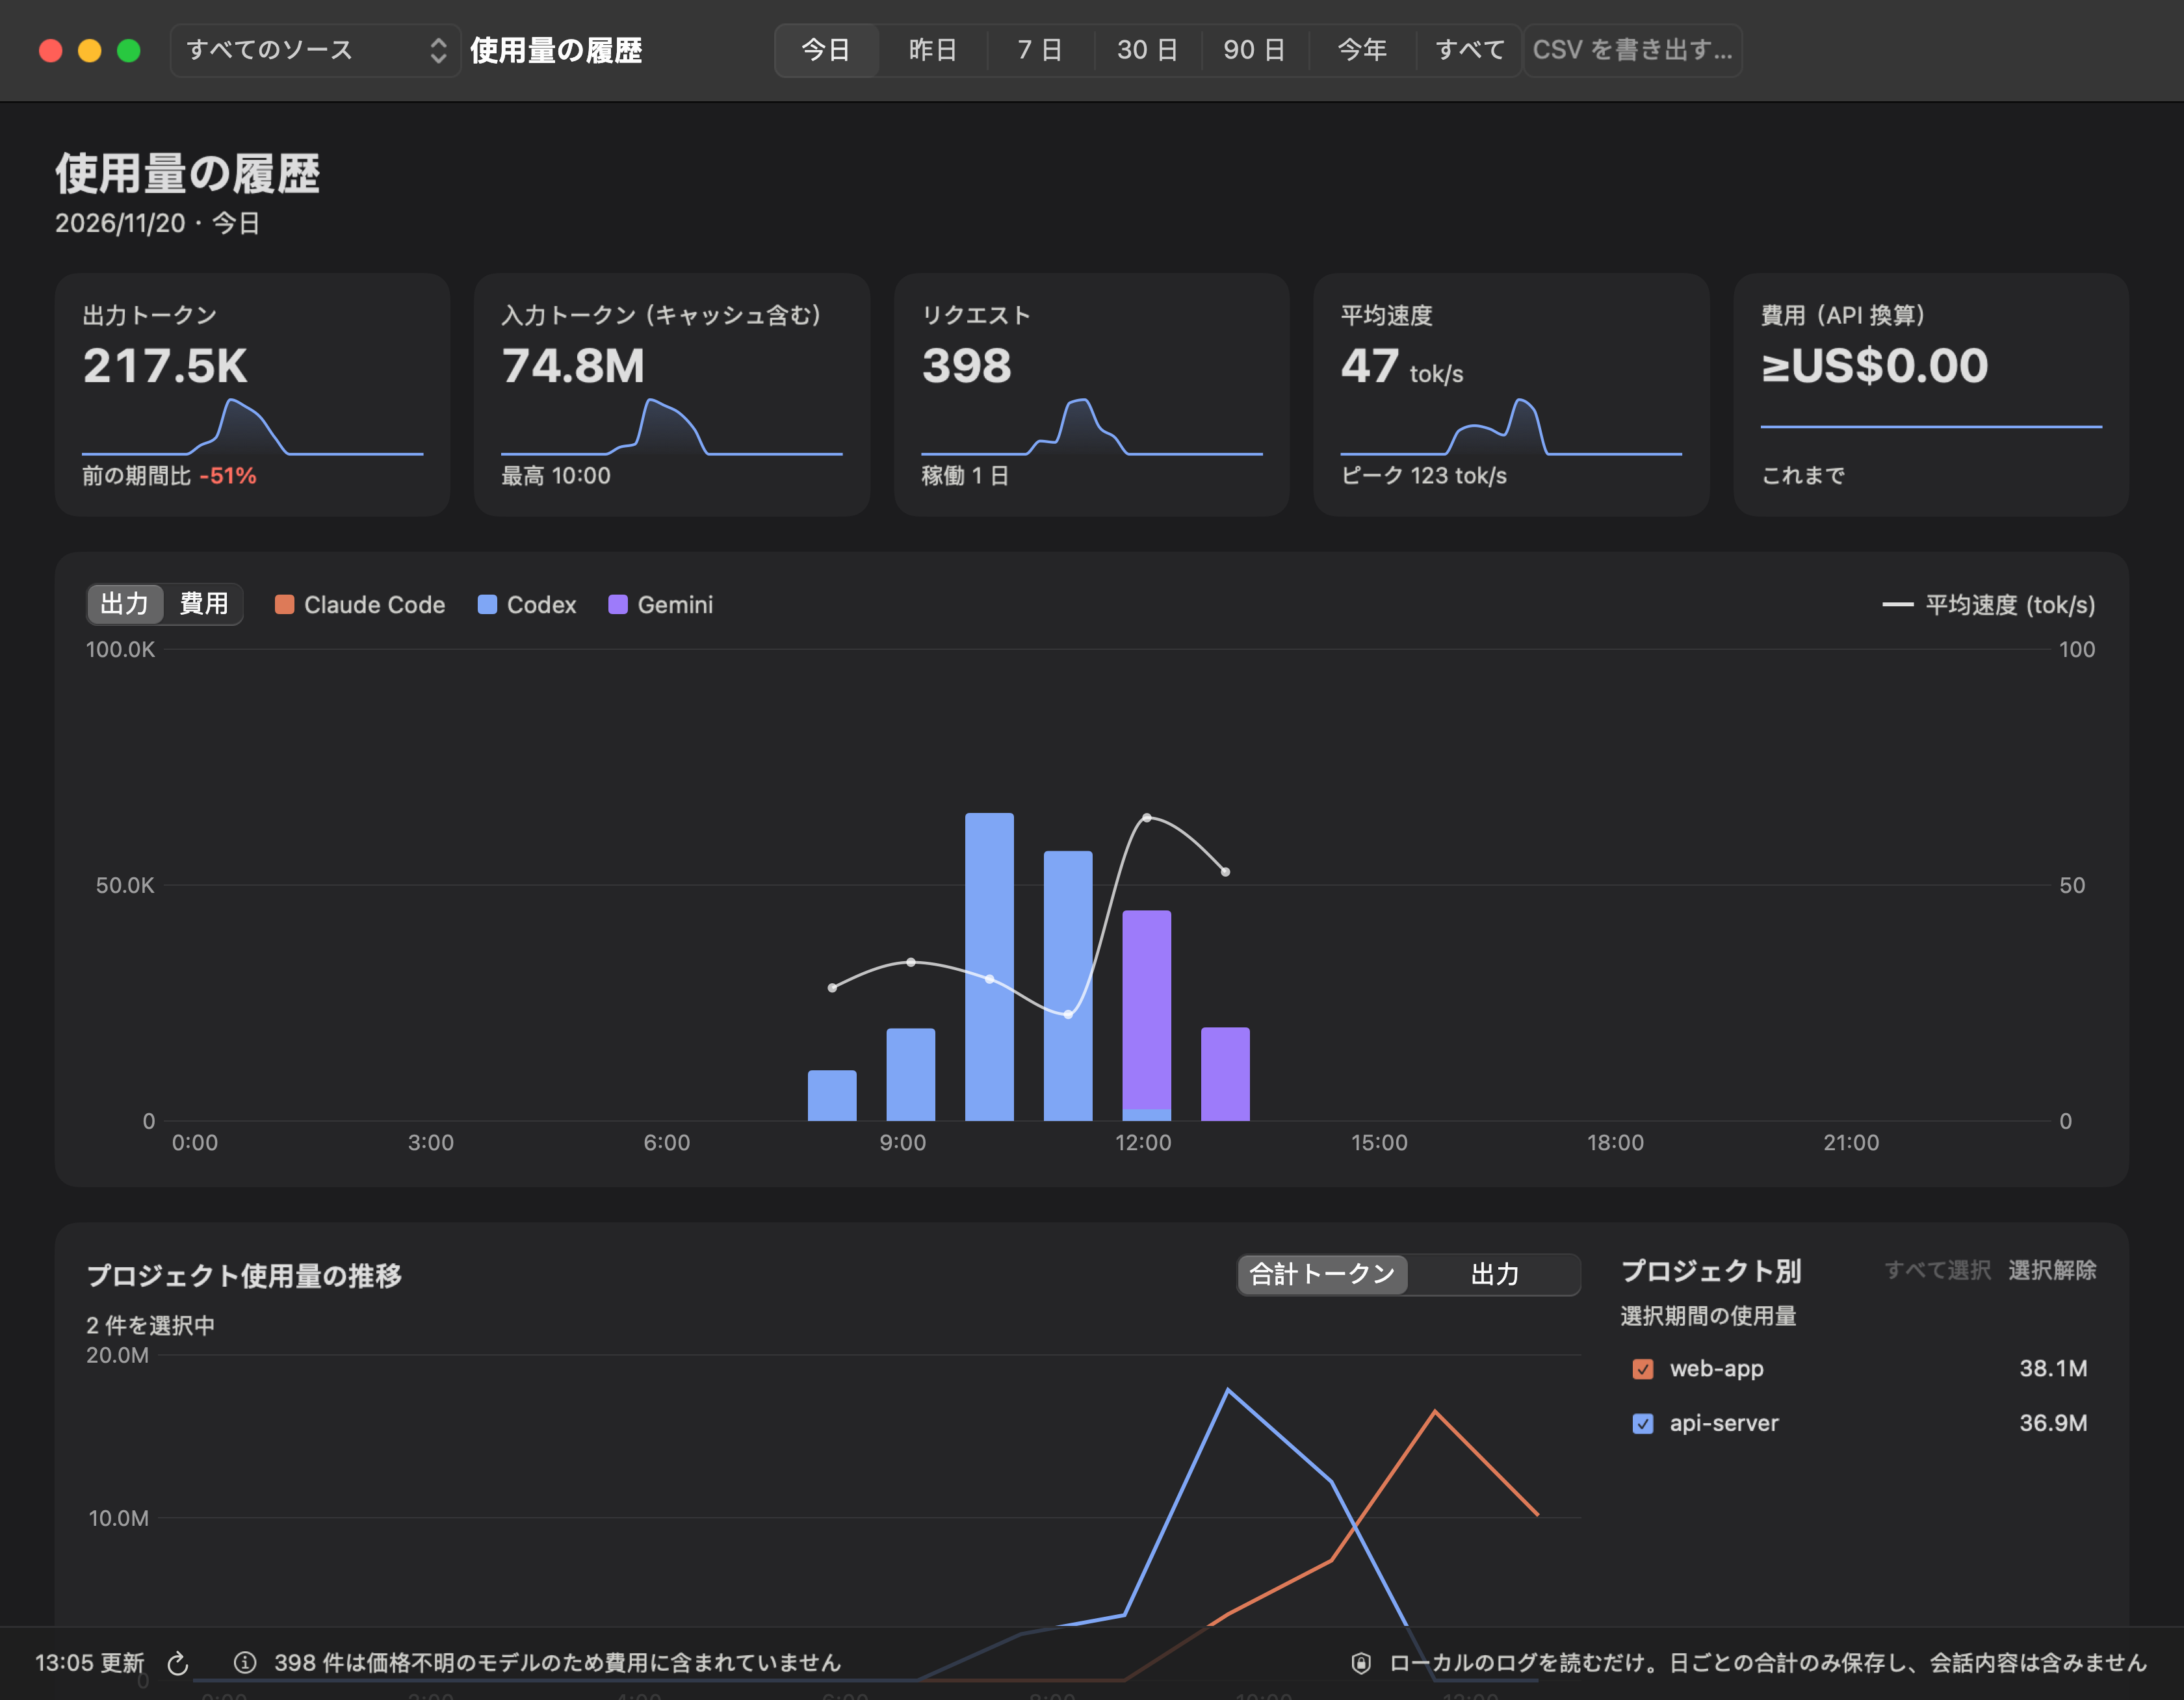 すべてのソース 使用量の履歴 今日 昨日 7 日 30 日 90 日 今年 すべて CSV を書き出す...
使用量の履歴
2026/11/20 · 今日
出力トークン
217.5K
前の期間比 -51%
入力トークン（キャッシュ含む）
74.8M
最高 10:00
リクエスト
398
稼働 1 日
平均速度
47 tok/s
ピーク 123 tok/s
費用（API 換算）
≥US$0.00
これまで
出力 費用 Claude Code Codex Gemini 平均速度 (tok/s)
100.0K 100
50.0K 50
0 0
0:00 3:00 6:00 9:00 12:00 15:00 18:00 21:00
プロジェクト使用量の推移 合計トークン 出力
2 件を選択中
20.0M
10.0M
0
プロジェクト別 すべて選択 選択解除
選択期間の使用量
web-app 38.1M
api-server 36.9M
13:05 更新 398 件は価格不明のモデルのため費用に含まれていません ローカルのログを読むだけ。日ごとの合計のみ保存し、会話内容は含みません